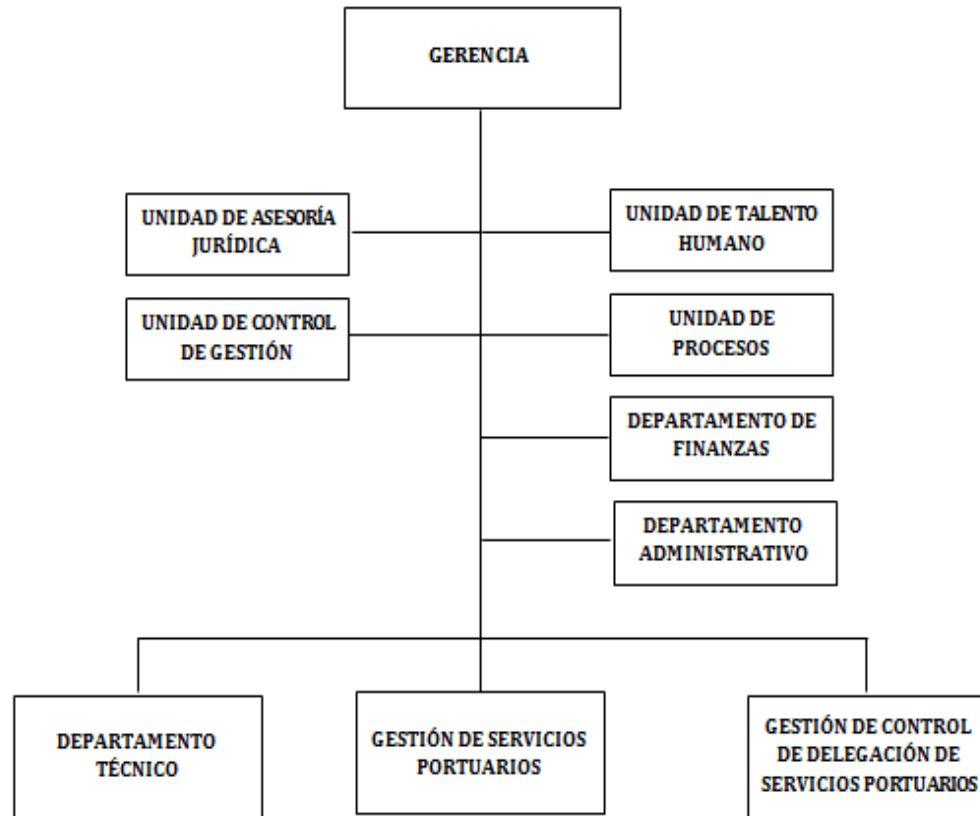 GERENCIA
UNIDAD DE ASESORÍA
JURÍDICA
UNIDAD DE TALENTO
HUMANO
UNIDAD DE CONTROL
DE GESTIÓN
UNIDAD DE
PROCESOS
DEPARTAMENTO DE
FINANZAS
DEPARTAMENTO
ADMINISTRATIVO
DEPARTAMENTO
TÉCNICO
GESTIÓN DE SERVICIOS
PORTUARIOS
GESTIÓN DE CONTROL
DE DELEGACIÓN DE
SERVICIOS PORTUARIOS